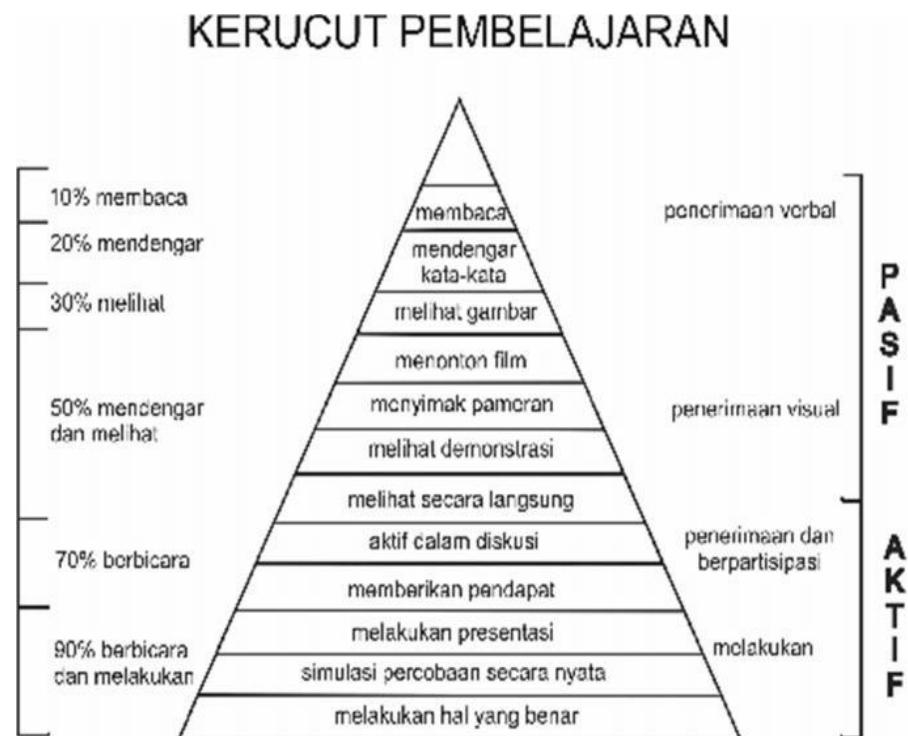 KERUCUT PEMBELAJARAN
10% membaca
20% mendengar
30% melihat
50% mendengar
dan melihat
70% berbicara
90% berbicara
dan melakukan
membaca
mendengar
kata-kata
melihat gambar
menonton film
menyimak pameran
melihat demonstrasi
melihat secara langsung
aktif dalam diskusi
memberikan pendapat
melakukan presentasi
simulasi percobaan secara nyata
melakukan hal yang benar
penerimaan verbal
penerimaan visual
penerimaan dan
berpartisipasi
melakukan
PASIF
AKTIF